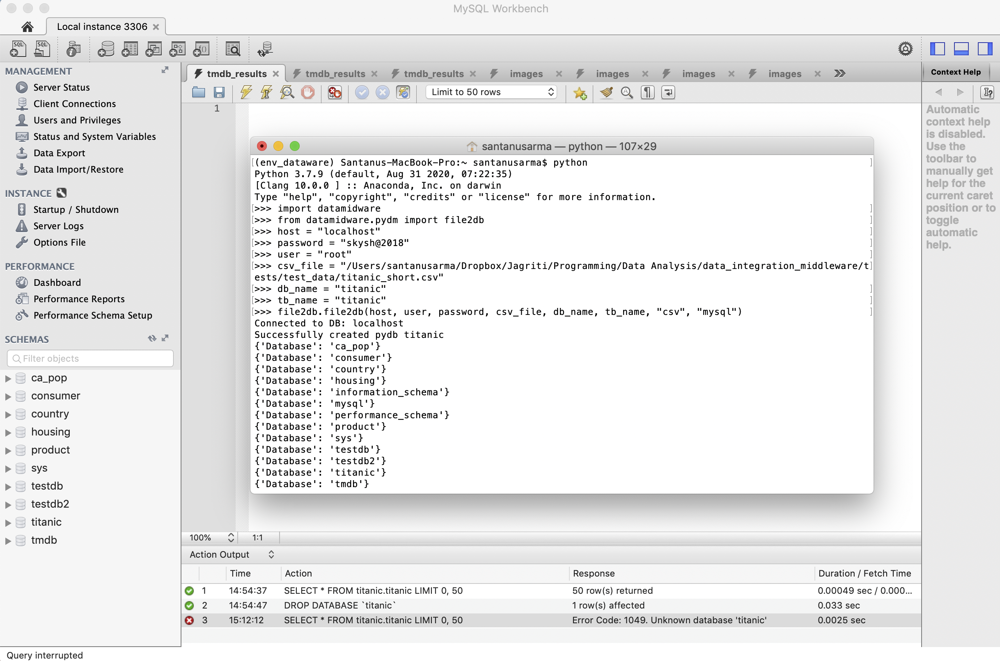 MySQL Workbench
Local instance 3306
MANAGEMENT
Server Status
Client Connections
Users and Privileges
Status and System Variables
Data Export
Data Import/Restore
INSTANCE
Startup / Shutdown
Server Logs
Options File
PERFORMANCE
Dashboard
Performance Reports
Performance Schema Setup
SCHEMAS
Filter objects
ca_pop
consumer
country
housing
product
sys
testdb
testdb2
titanic
tmdb
tmdb_results tmdb_results tmdb_results images images images images
Limit to 50 rows
1
santanusarma — python — 107×29
(env_dataware) Santanus-MacBook-Pro:~ santanusarma$ python
Python 3.7.9 (default, Aug 31 2020, 07:22:35)
[Clang 10.0.0 ] :: Anaconda, Inc. on darwin
Type "help", "copyright", "credits" or "license" for more information.
>>> import datamidware
>>> from datamidware.pydm import file2db
>>> host = "localhost"
>>> password = "skysh@2018"
>>> user = "root"
>>> csv_file = "/Users/santanusarma/Dropbox/Jagriti/Programming/Data Analysis/data_integration_middleware/t
ests/test_data/titanic_short.csv"
>>> db_name = "titanic"
>>> tb_name = "titanic"
>>> file2db.file2db(host, user, password, csv_file, db_name, tb_name, "csv", "mysql")
Connected to DB: localhost
Successfully created pydb titanic
{'Database': 'ca_pop'}
{'Database': 'consumer'}
{'Database': 'country'}
{'Database': 'housing'}
{'Database': 'information_schema'}
{'Database': 'mysql'}
{'Database': 'performance_schema'}
{'Database': 'product'}
{'Database': 'sys'}
{'Database': 'testdb'}
{'Database': 'testdb2'}
{'Database': 'titanic'}
{'Database': 'tmdb'}
100% 1:1
Action Output
Time Action Response Duration / Fetch Time
1 14:54:37 SELECT * FROM titanic.titanic LIMIT 0, 50 50 row(s) returned 0.00049 sec / 0.000...
2 14:54:47 DROP DATABASE `titanic` 1 row(s) affected 0.033 sec
3 15:12:12 SELECT * FROM titanic.titanic LIMIT 0, 50 Error Code: 1049. Unknown database 'titanic' 0.0025 sec
Context Help
Automatic
context help
is disabled.
Use the
toolbar to
manually get
help for the
current caret
position or to
toggle
automatic
help.
Query interrupted